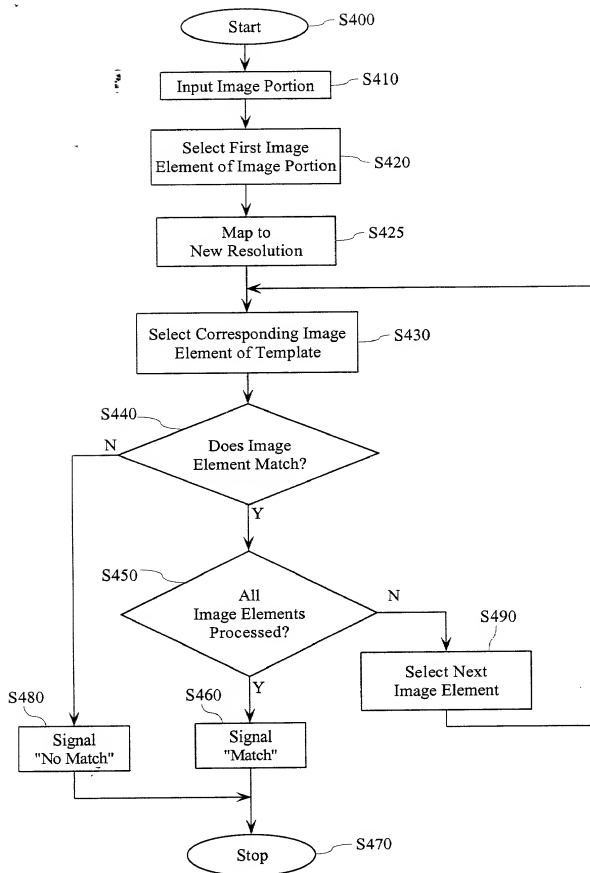 Start
S400
Input Image Portion
S410
Select First Image
Element of Image Portion
S420
Map to
New Resolution
S425
Select Corresponding Image
Element of Template
S430
S440
N
Does Image
Element Match?
Y
S450
All
Image Elements
Processed?
N
S490
Select Next
Image Element
Y
S480
Signal
"No Match"
S460
Signal
"Match"
Stop
S470